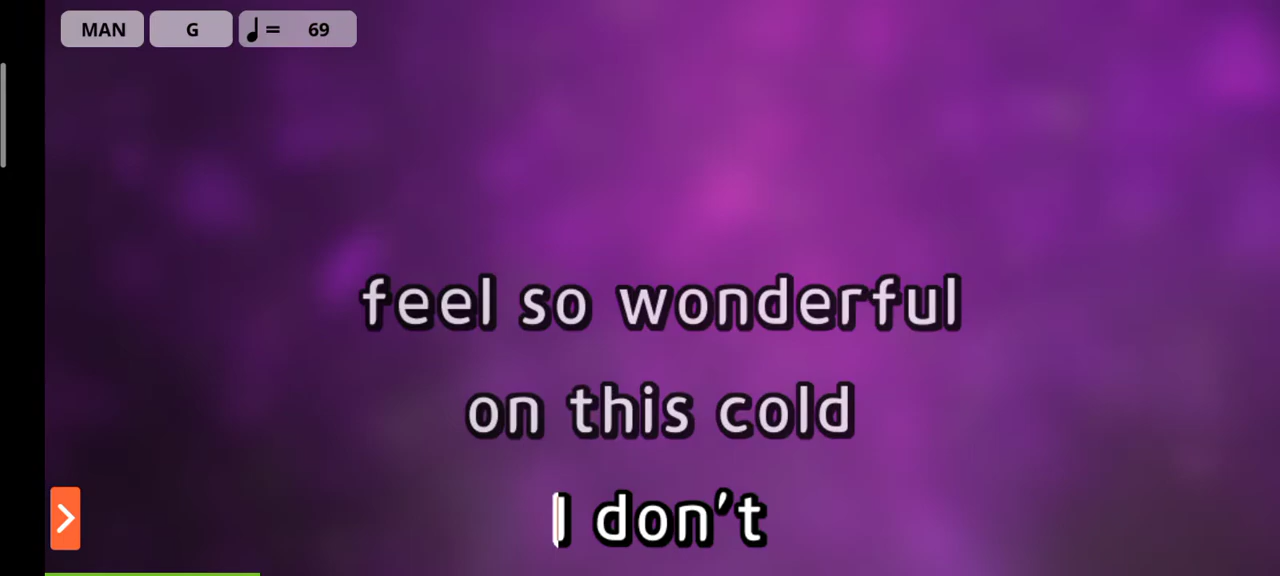 MAN G ♩ = 69
feel so wonderful
on this cold
I don't